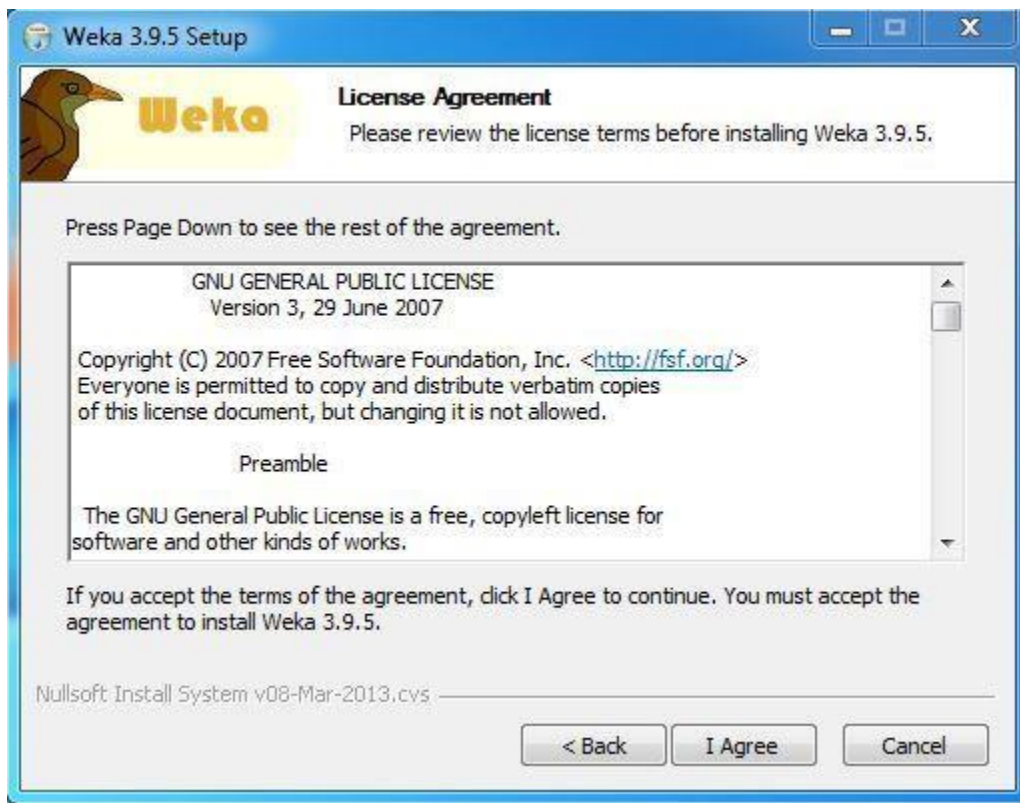 Weka 3.9.5 Setup
Weka
License Agreement
Please review the license terms before installing Weka 3.9.5.
Press Page Down to see the rest of the agreement.
GNU GENERAL PUBLIC LICENSE
Version 3, 29 June 2007
Copyright (C) 2007 Free Software Foundation, Inc. <http://fsf.org/>
Everyone is permitted to copy and distribute verbatim copies
of this license document, but changing it is not allowed.
Preamble
The GNU General Public License is a free, copyleft license for
software and other kinds of works.
If you accept the terms of the agreement, click I Agree to continue. You must accept the
agreement to install Weka 3.9.5.
Nullsoft Install System v08-Mar-2013.cvs
< Back I Agree Cancel